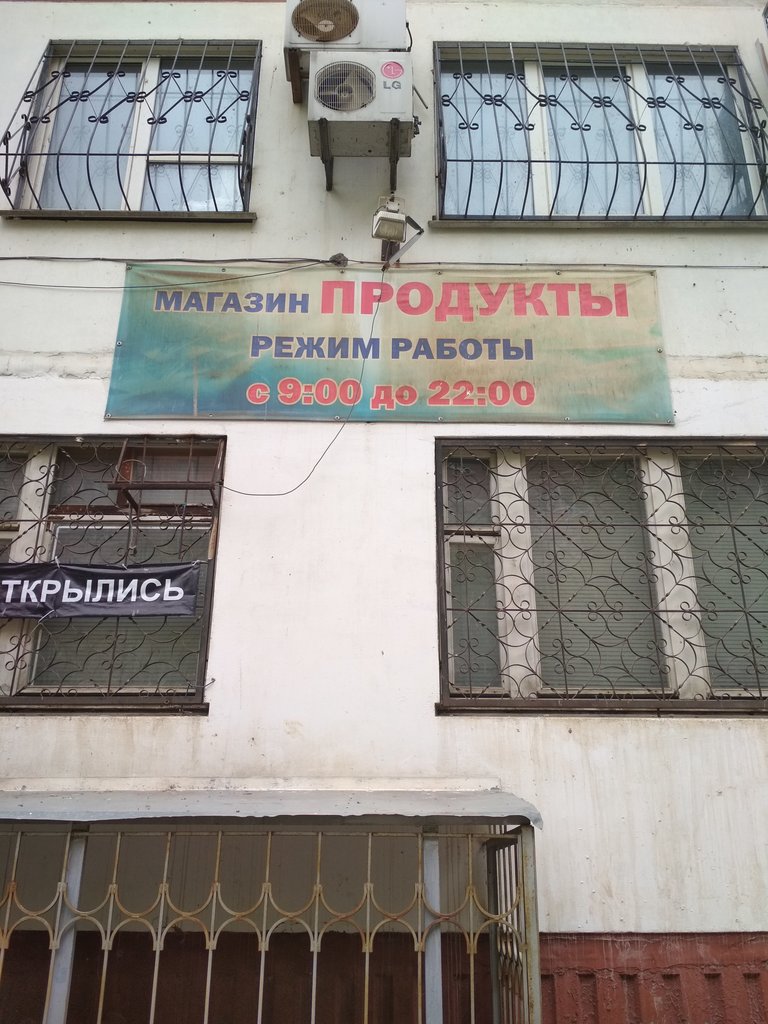 LG
МАГАЗИН ПРОДУКТЫ
РЕЖИМ РАБОТЫ
с 9:00 до 22:00
ТКРЫЛИСЬ